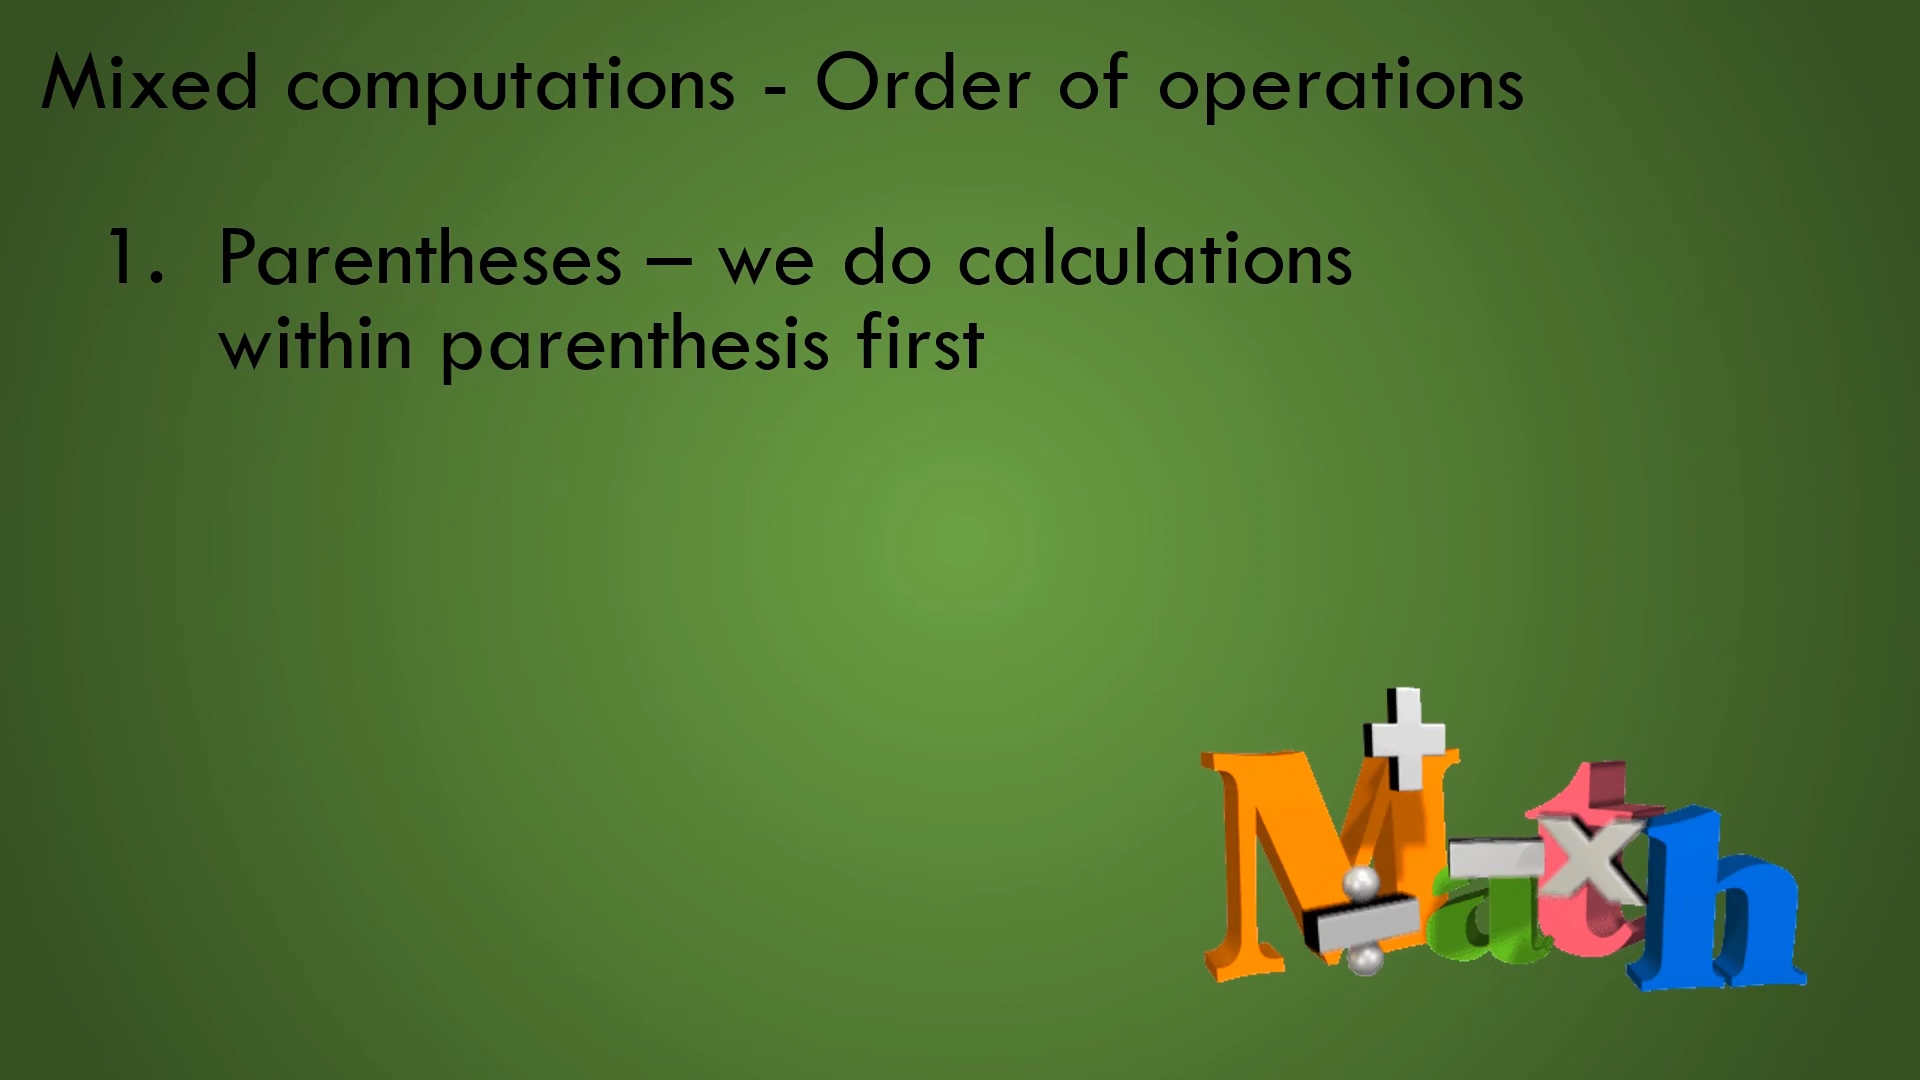 Mixed computations - Order of operations
1. Parentheses – we do calculations
within parenthesis first
Math